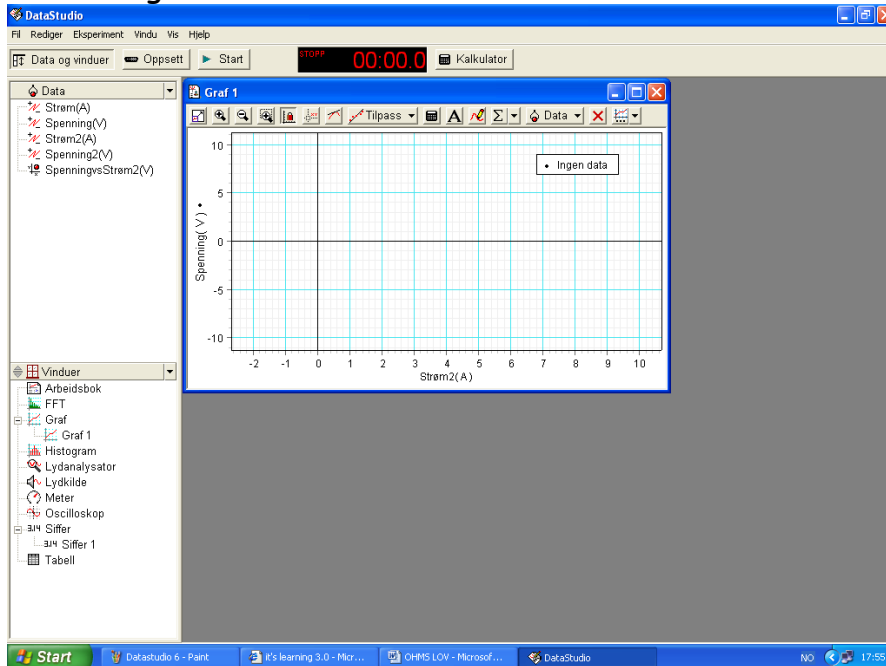 DataStudio
Fil Rediger Eksperiment Vindu Vis Hjelp
Data og vinduer Oppsett Start STOPP 00:00.0 Kalkulator
Data
Strøm(A)
Spenning(V)
Strøm2(A)
Spenning2(V)
SpenningvsStrøm2(V)
Graf 1
Tilpass A Σ Data
Ingen data
10
5
0
-5
-10
Spenning( V )
-2 -1 0 1 2 3 4 5 6 7 8 9 10
Strøm2( A )
Vinduer
Arbeidsbok
FFT
Graf
Graf 1
Histogram
Lydanalysator
Lydkilde
Meter
Oscilloskop
3.14 Siffer
3.14 Siffer 1
Tabell
Start Datastudio 6 - Paint it's learning 3.0 - Micr... OHMS LOV - Microsof... DataStudio NO 17:55